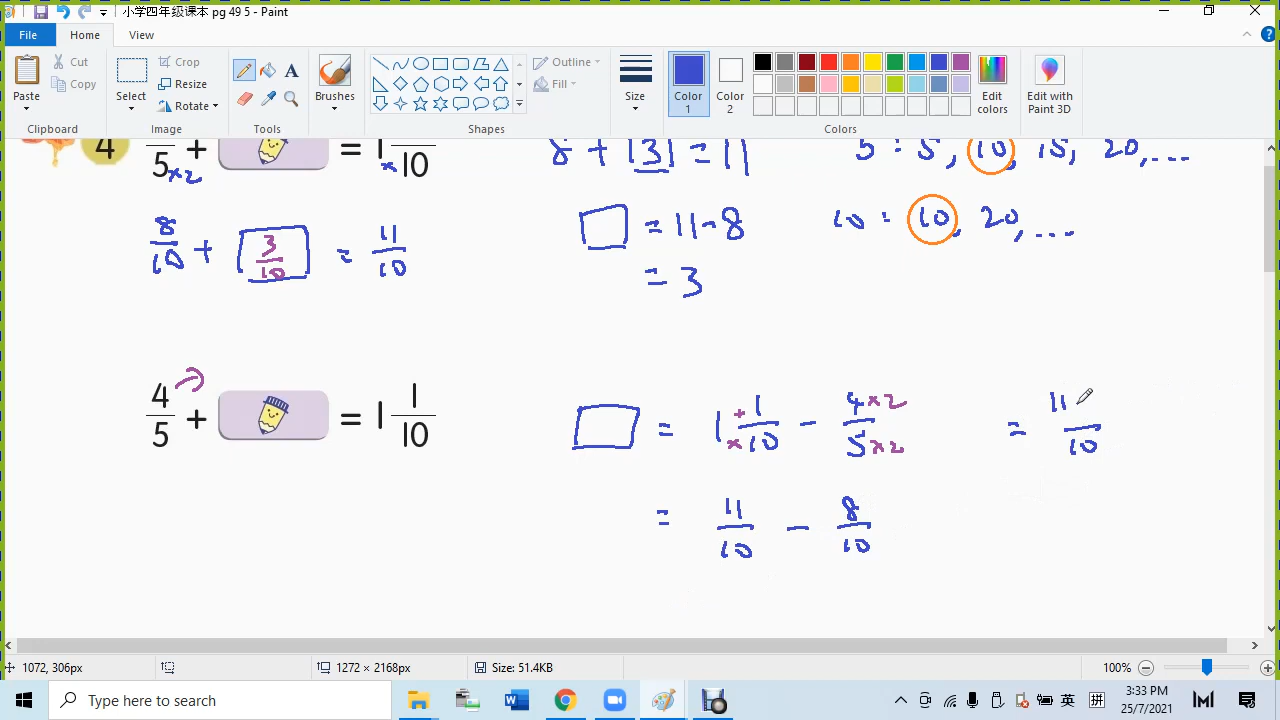 小学四年级课本 pg 49 5 - Paint
File Home View
Paste Cut Copy Clipboard
Select Crop Resize Rotate Image
Tools
Brushes
Shapes Outline Fill
Size
Color 1 Color 2 Edit colors Edit with Paint 3D Colors
4 5 ×2 + = 1 × 10
8 + [3] = 11
5 : 5, 10, 15, 20, ...
8/10 + 3/10 = 11/10
□ = 11 - 8
10 : 10, 20, ...
= 3
4/5 + = 1 1/10
□ = 1 + 1 × 10 - 4 ×2 / 5 ×2 = 11/10
= 11/10 - 8/10
1072, 306px 1272 × 2168px Size: 51.4KB 100%
Type here to search 英 拼 3:33 PM
25/7/2021